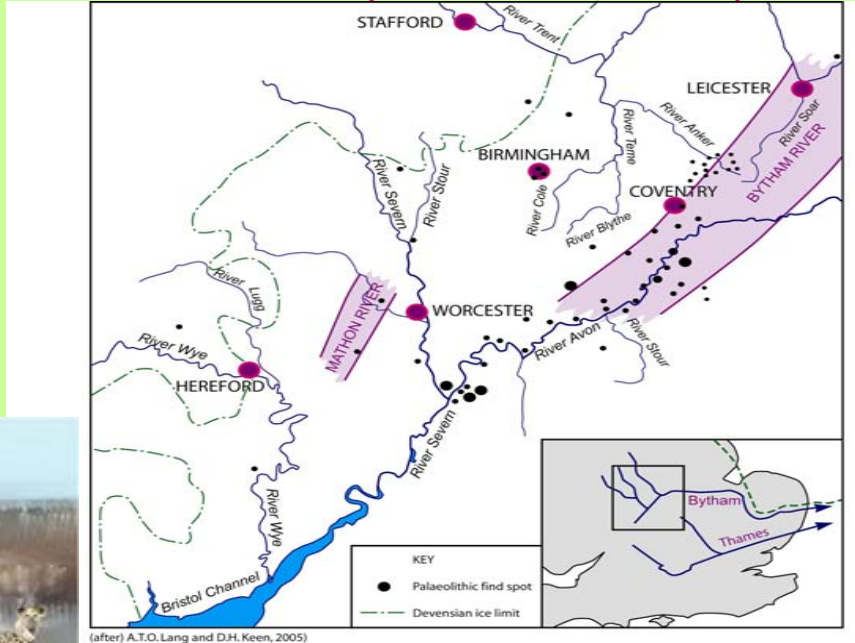 STAFFORD
River Trent
LEICESTER
River Soar
River Anker
River Teme
BYTHAM RIVER
BIRMINGHAM
River Cole
COVENTRY
River Blythe
River Severn
River Stour
River Lugg
MATHON RIVER
WORCESTER
River Wye
HEREFORD
River Avon
River Stour
River Severn
River Wye
Bristol Channel
KEY
Palaeolithic find spot
Devensian ice limit
Bytham
Thames
(after) A.T.O. Lang and D.H. Keen, 2005)